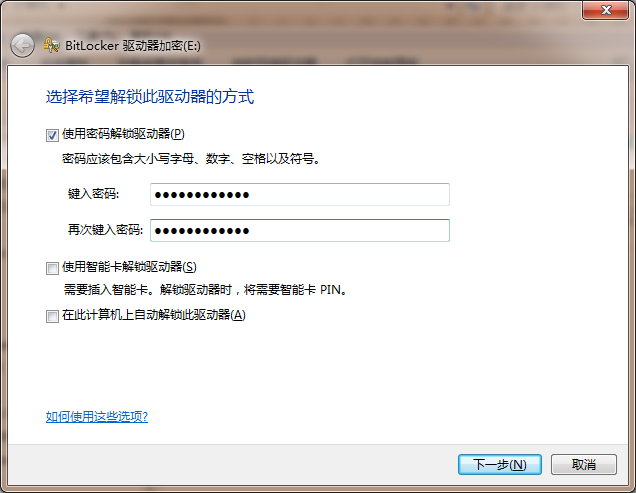 BitLocker 驱动器加密(E:)
选择希望解锁此驱动器的方式
使用密码解锁驱动器(P)
密码应该包含大小写字母、数字、空格以及符号。
键入密码: ●●●●●●●●●●●●
再次键入密码: ●●●●●●●●●●●●
使用智能卡解锁驱动器(S)
需要插入智能卡。解锁驱动器时，将需要智能卡 PIN。
在此计算机上自动解锁此驱动器(A)
如何使用这些选项?
下一步(N) 取消